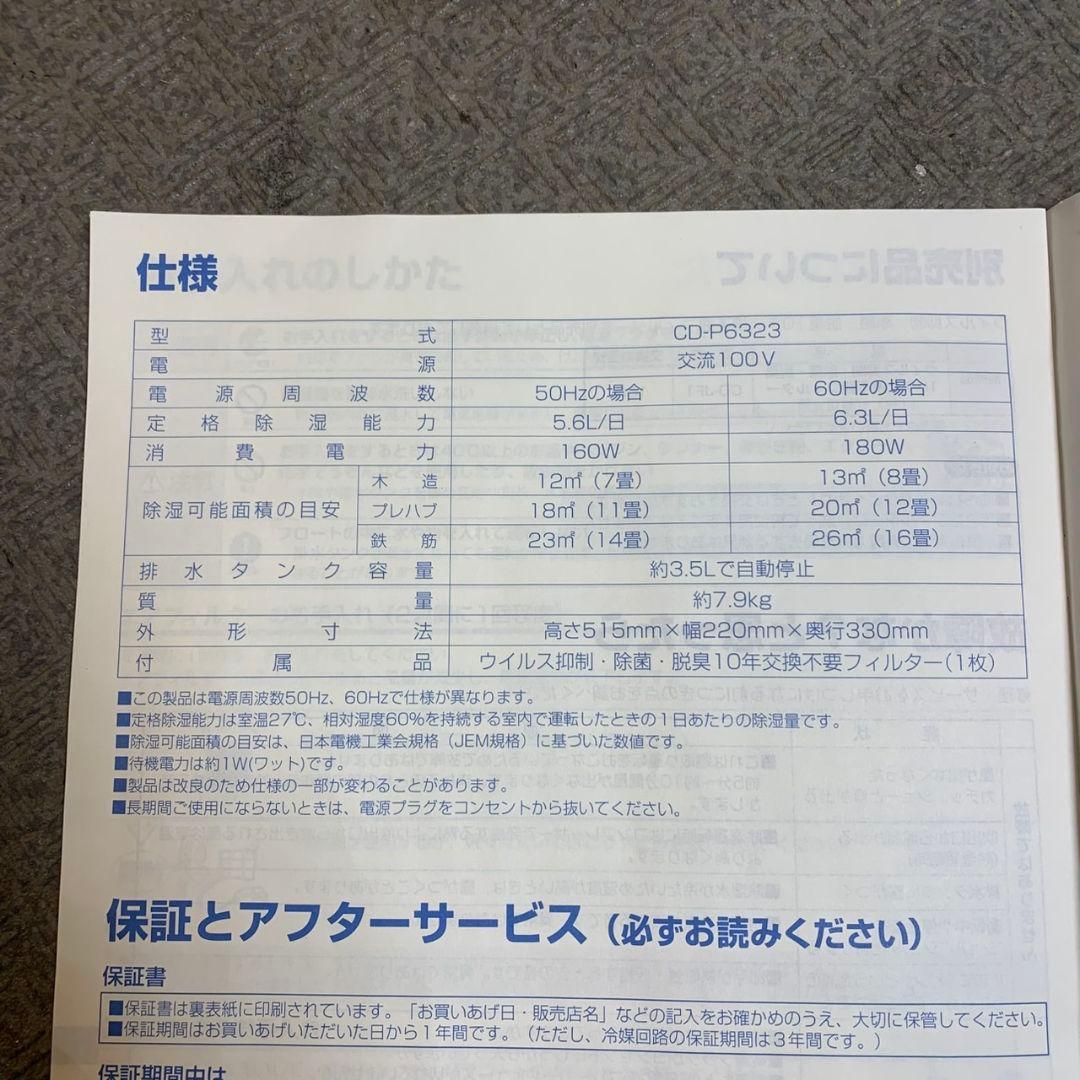 仕様
型式 CD-P6323
電源 交流100V
電源周波数 50Hzの場合 60Hzの場合
定格除湿能力 5.6L/日 6.3L/日
消費電力 160W 180W
除湿可能面積の目安 木造 12㎡(7畳) 13㎡(8畳)
プレハブ 18㎡(11畳) 20㎡(12畳)
鉄筋 23㎡(14畳) 26㎡(16畳)
排水タンク容量 約3.5Lで自動停止
質量 約7.9kg
外形寸法 高さ515mm×幅220mm×奥行330mm
付属品 ウイルス抑制・除菌・脱臭10年交換不要フィルター(1枚)
■この製品は電源周波数50Hz、60Hzで仕様が異なります。
■定格除湿能力は室温27℃、相対湿度60%を持続する室内で運転したときの1日あたりの除湿量です。
■除湿可能面積の目安は、日本電機工業会規格(JEM規格)に基づいた数値です。
■待機電力は約1W(ワット)です。
■製品は改良のため仕様の一部が変わることがあります。
■長期間ご使用にならないときは、電源プラグをコンセントから抜いてください。
保証とアフターサービス(必ずお読みください)
保証書
■保証書は裏表紙に印刷されています。「お買いあげ日・販売店名」などの記入をお確かめのうえ、大切に保管してください。
■保証期間はお買いあげいただいた日から1年間です。(ただし、冷媒回路の保証期間は3年間です。)
保証期間中は